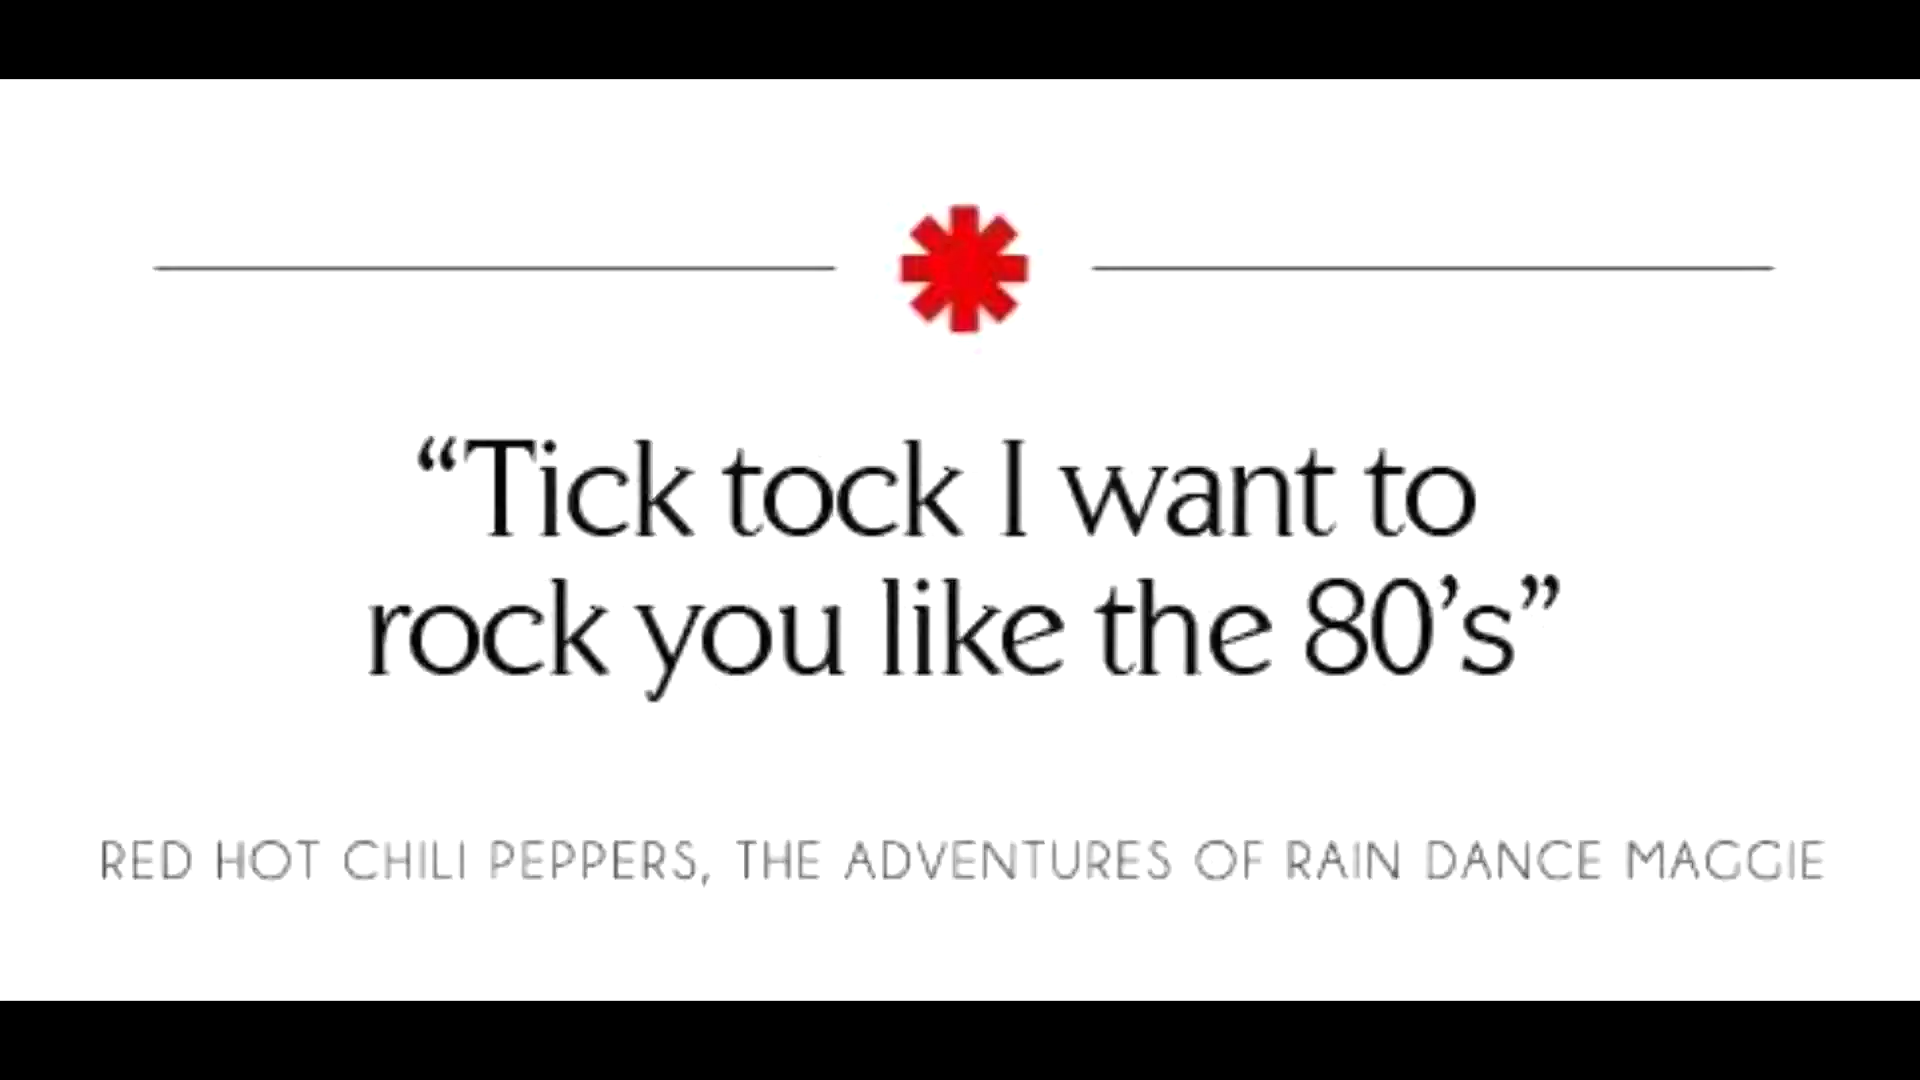 “Tick tock I want to
rock you like the 80’s”
RED HOT CHILI PEPPERS, THE ADVENTURES OF RAIN DANCE MAGGIE